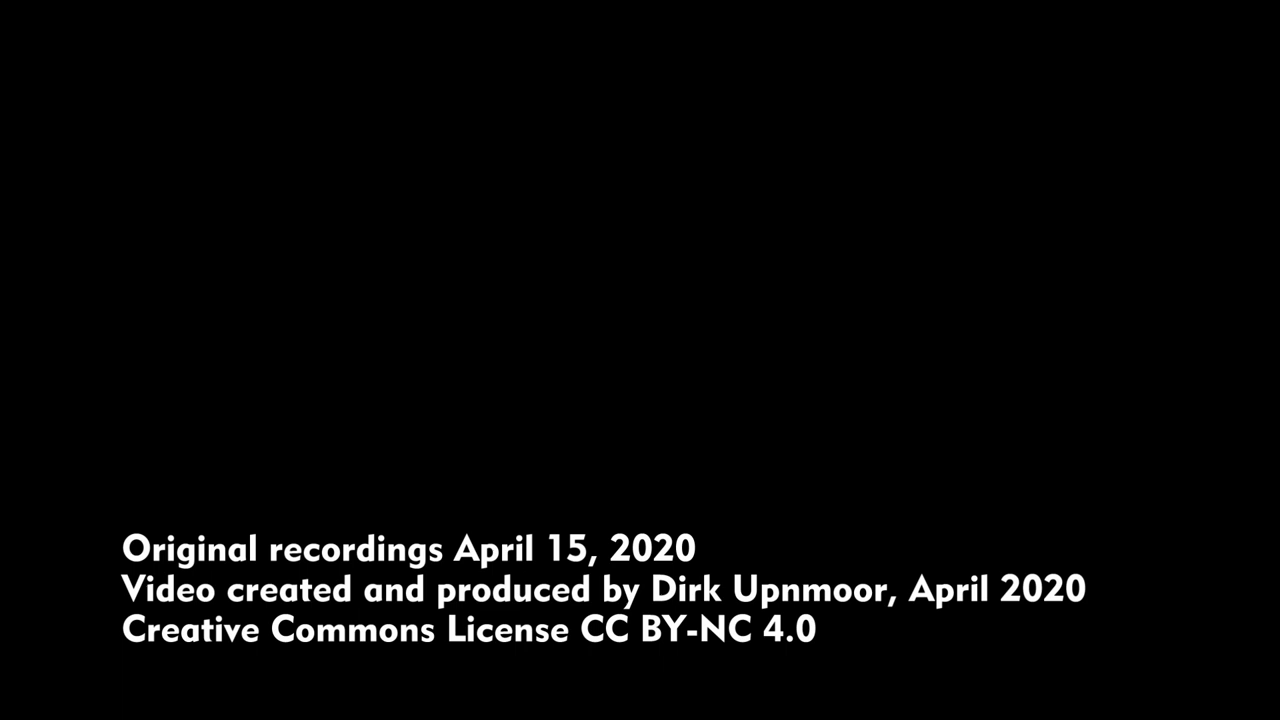 Original recordings April 15, 2020
Video created and produced by Dirk Upnmoor, April 2020
Creative Commons License CC BY-NC 4.0